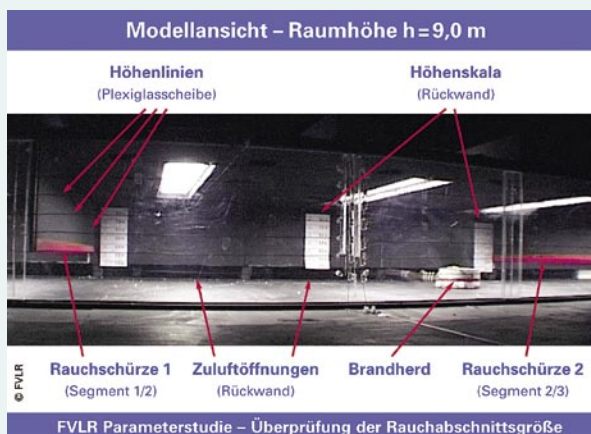 Modellansicht – Raumhöhe h = 9,0 m
Höhenlinien
(Plexiglasscheibe)
Höhenskala
(Rückwand)
Rauchschürze 1
(Segment 1/2)
Zuluftöffnungen
(Rückwand)
Brandherd
Rauchschürze 2
(Segment 2/3)
© FVLR
FVLR Parameterstudie – Überprüfung der Rauchabschnittsgröße